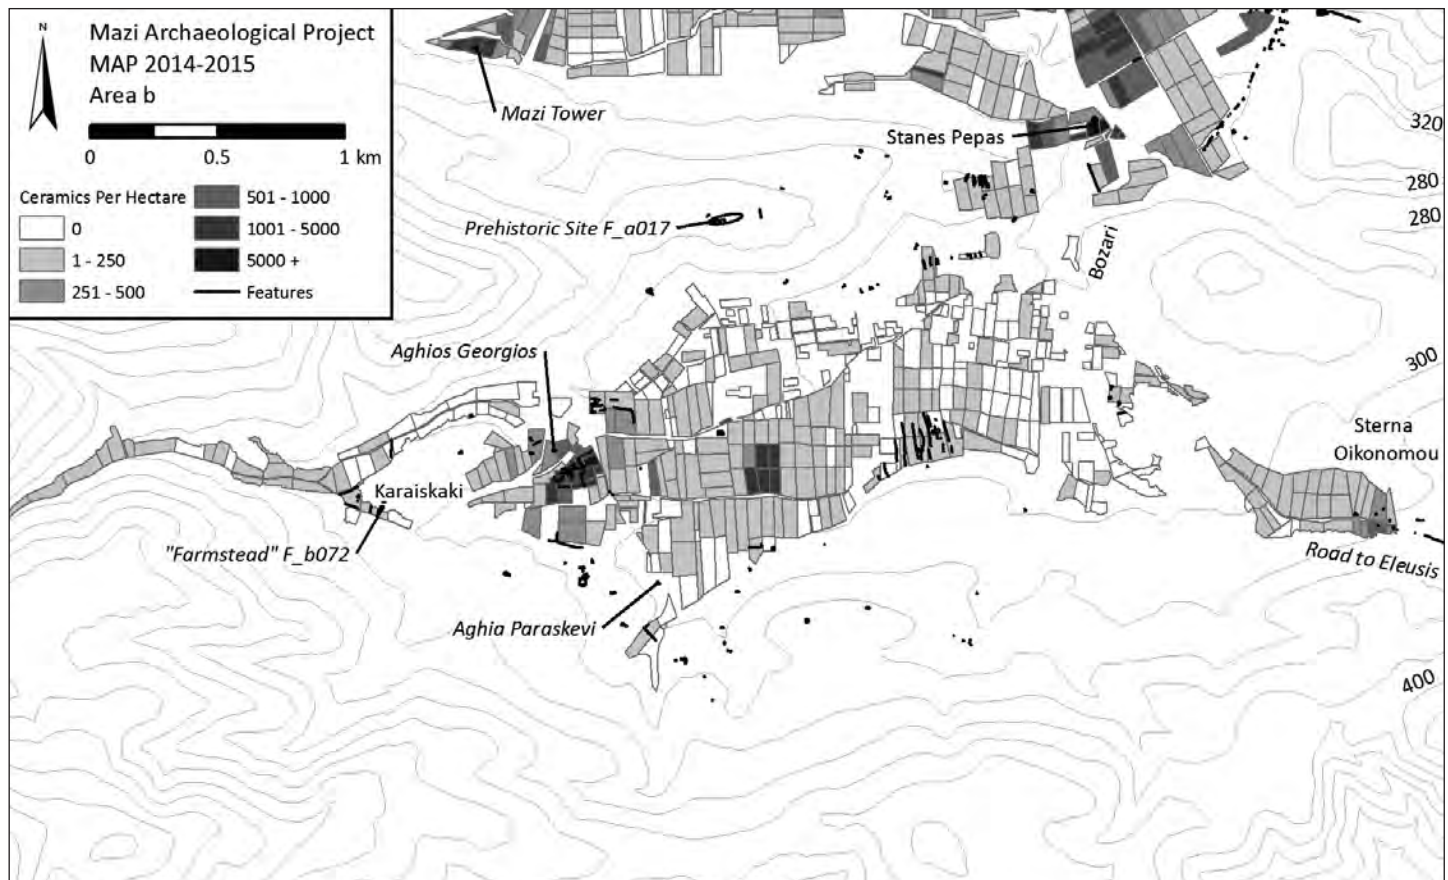 N
Mazi Archaeological Project
MAP 2014-2015
Area b
0 0.5 1 km
Ceramics Per Hectare
0
1 - 250
251 - 500
501 - 1000
1001 - 5000
5000 +
Features
Mazi Tower
Stanes Pepas
320
280
280
Prehistoric Site F_a017
Bozari
Aghios Georgios
300
Sterna
Oikonomou
Karaiskaki
"Farmstead" F_b072
Road to Eleusis
Aghia Paraskevi
400